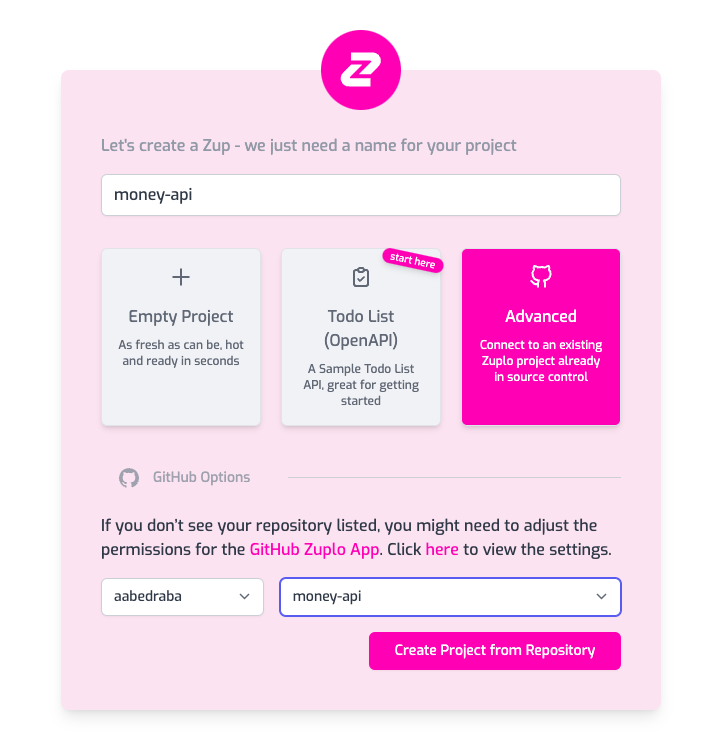 Let's create a Zup - we just need a name for your project
money-api
start here
Empty Project
As fresh as can be, hot
and ready in seconds
Todo List
(OpenAPI)
A Sample Todo List
API, great for getting
started
Advanced
Connect to an existing
Zuplo project already
in source control
GitHub Options
If you don't see your repository listed, you might need to adjust the
permissions for the GitHub Zuplo App. Click here to view the settings.
aabedraba
money-api
Create Project from Repository